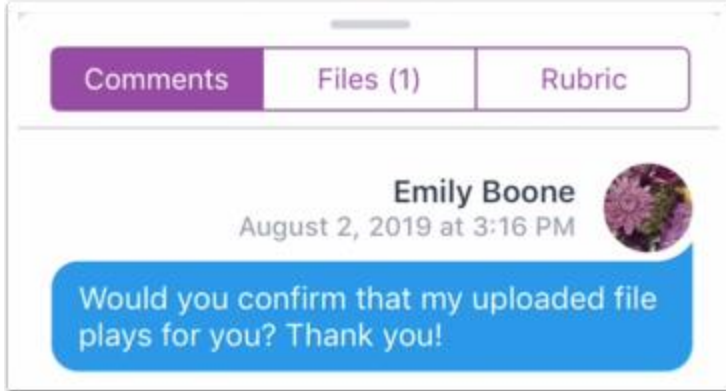 Comments Files (1) Rubric
Emily Boone
August 2, 2019 at 3:16 PM
Would you confirm that my uploaded file
plays for you? Thank you!